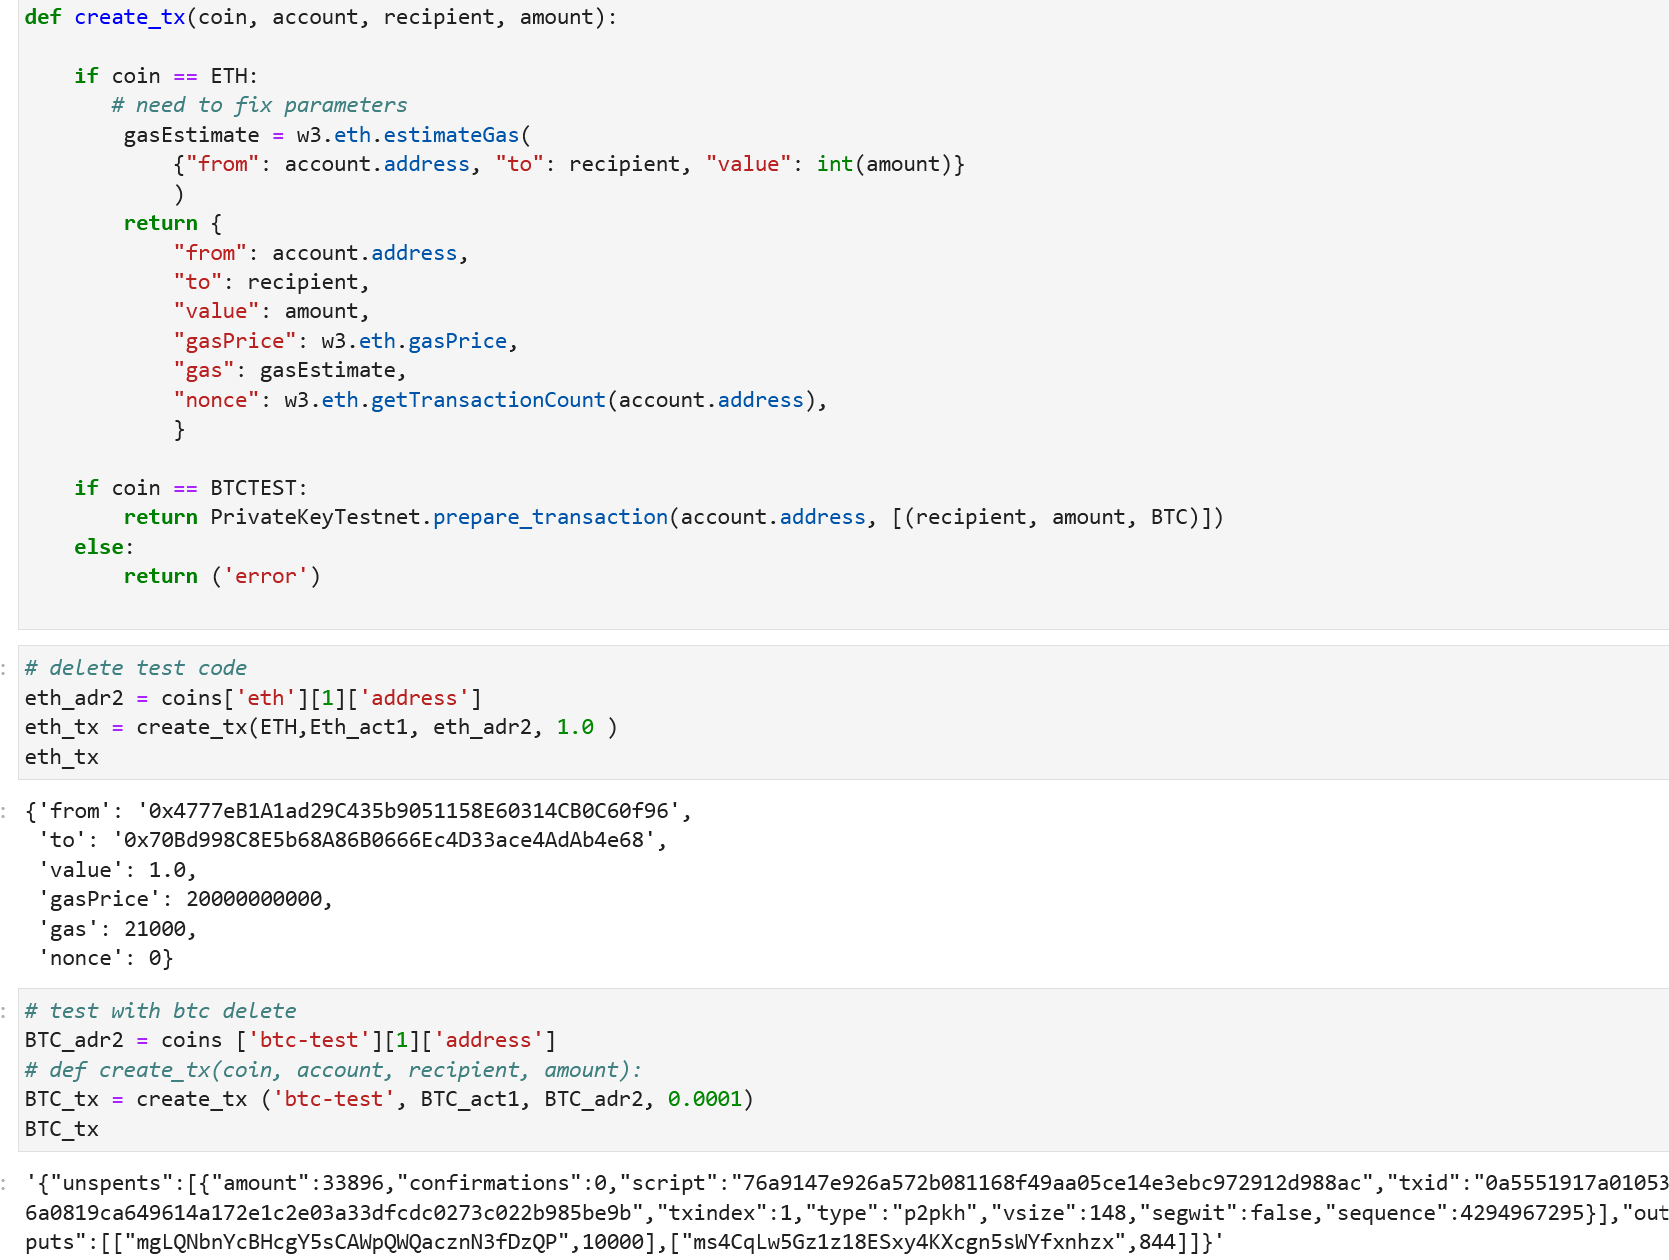 def create_tx(coin, account, recipient, amount):
if coin == ETH:
# need to fix parameters
gasEstimate = w3.eth.estimateGas(
{"from": account.address, "to": recipient, "value": int(amount)}
)
return {
"from": account.address,
"to": recipient,
"value": amount,
"gasPrice": w3.eth.gasPrice,
"gas": gasEstimate,
"nonce": w3.eth.getTransactionCount(account.address),
}
if coin == BTCTEST:
return PrivateKeyTestnet.prepare_transaction(account.address, [(recipient, amount, BTC)])
else:
return ('error')
: # delete test code
eth_adr2 = coins['eth'][1]['address']
eth_tx = create_tx(ETH,Eth_act1, eth_adr2, 1.0 )
eth_tx
: {'from': '0x4777eB1A1ad29C435b9051158E60314CB0C60f96',
'to': '0x70Bd998C8E5b68A86B0666Ec4D33ace4AdAb4e68',
'value': 1.0,
'gasPrice': 20000000000,
'gas': 21000,
'nonce': 0}
: # test with btc delete
BTC_adr2 = coins ['btc-test'][1]['address']
# def create_tx(coin, account, recipient, amount):
BTC_tx = create_tx ('btc-test', BTC_act1, BTC_adr2, 0.0001)
BTC_tx
: '{"unspents":[{"amount":33896,"confirmations":0,"script":"76a9147e926a572b081168f49aa05ce14e3ebc972912d988ac","txid":"0a5551917a01053
6a0819ca649614a172e1c2e03a33dfcdc0273c022b985be9b","txindex":1,"type":"p2pkh","vsize":148,"segwit":false,"sequence":4294967295}],"out
puts":[["mgLQNbnYcBHcgY5sCAWpQWQacznN3fDzQP",10000],["ms4CqLw5Gz1z18ESxy4KXcgn5sWYfxnhzx",844]]}'